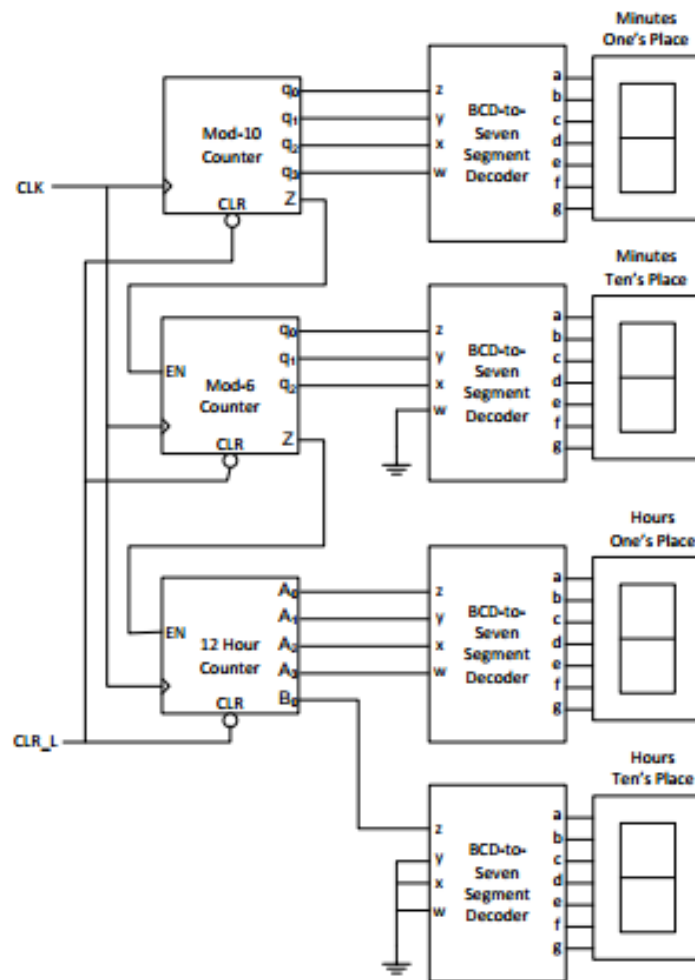 Minutes
One's Place
q0
q1
q2
q3
Z
Mod-10
Counter
CLR
CLK
z
y
x
w
BCD-to-
Seven
Segment
Decoder
a
b
c
d
e
f
g
Minutes
Ten's Place
q0
q1
q2
Z
EN
Mod-6
Counter
CLR
z
y
x
w
BCD-to-
Seven
Segment
Decoder
a
b
c
d
e
f
g
Hours
One's Place
A0
A1
A2
A3
B0
EN
12 Hour
Counter
CLR
CLR_L
z
y
x
w
BCD-to-
Seven
Segment
Decoder
a
b
c
d
e
f
g
Hours
Ten's Place
z
y
x
w
BCD-to-
Seven
Segment
Decoder
a
b
c
d
e
f
g